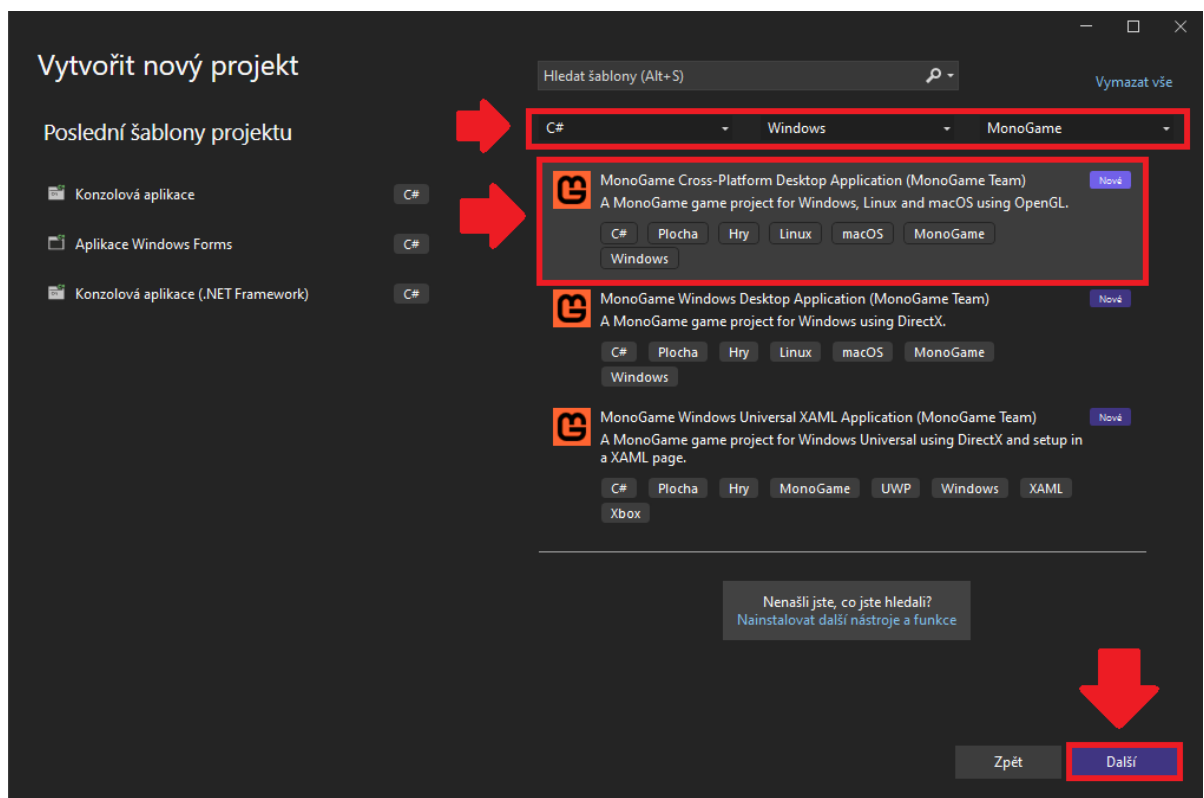 Vytvořit nový projekt
Poslední šablony projektu
Konzolová aplikace C#
Aplikace Windows Forms C#
Konzolová aplikace (.NET Framework) C#
Hledat šablony (Alt+S)
Vymazat vše
C# Windows MonoGame
MonoGame Cross-Platform Desktop Application (MonoGame Team) Nové
A MonoGame game project for Windows, Linux and macOS using OpenGL.
C# Plocha Hry Linux macOS MonoGame
Windows
MonoGame Windows Desktop Application (MonoGame Team) Nové
A MonoGame game project for Windows using DirectX.
C# Plocha Hry Linux macOS MonoGame
Windows
MonoGame Windows Universal XAML Application (MonoGame Team) Nové
A MonoGame game project for Windows Universal using DirectX and setup in
a XAML page.
C# Plocha Hry MonoGame UWP Windows XAML
Xbox
Nenašli jste, co jste hledali?
Nainstalovat další nástroje a funkce
Zpět Další